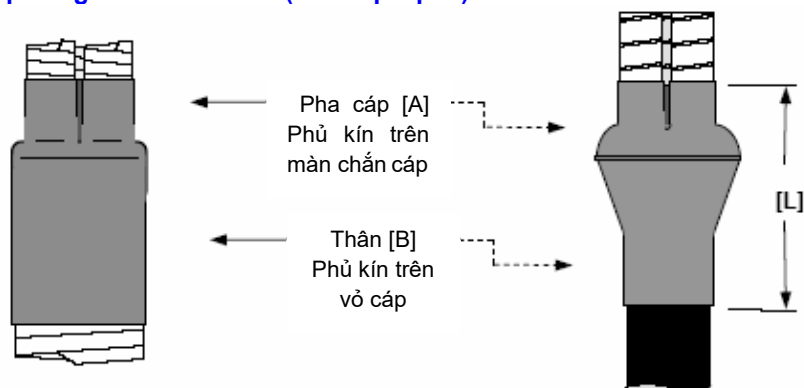 Pha cáp [A]
Phủ kín trên
màn chắn cáp
[L]
Thân [B]
Phủ kín trên
vỏ cáp